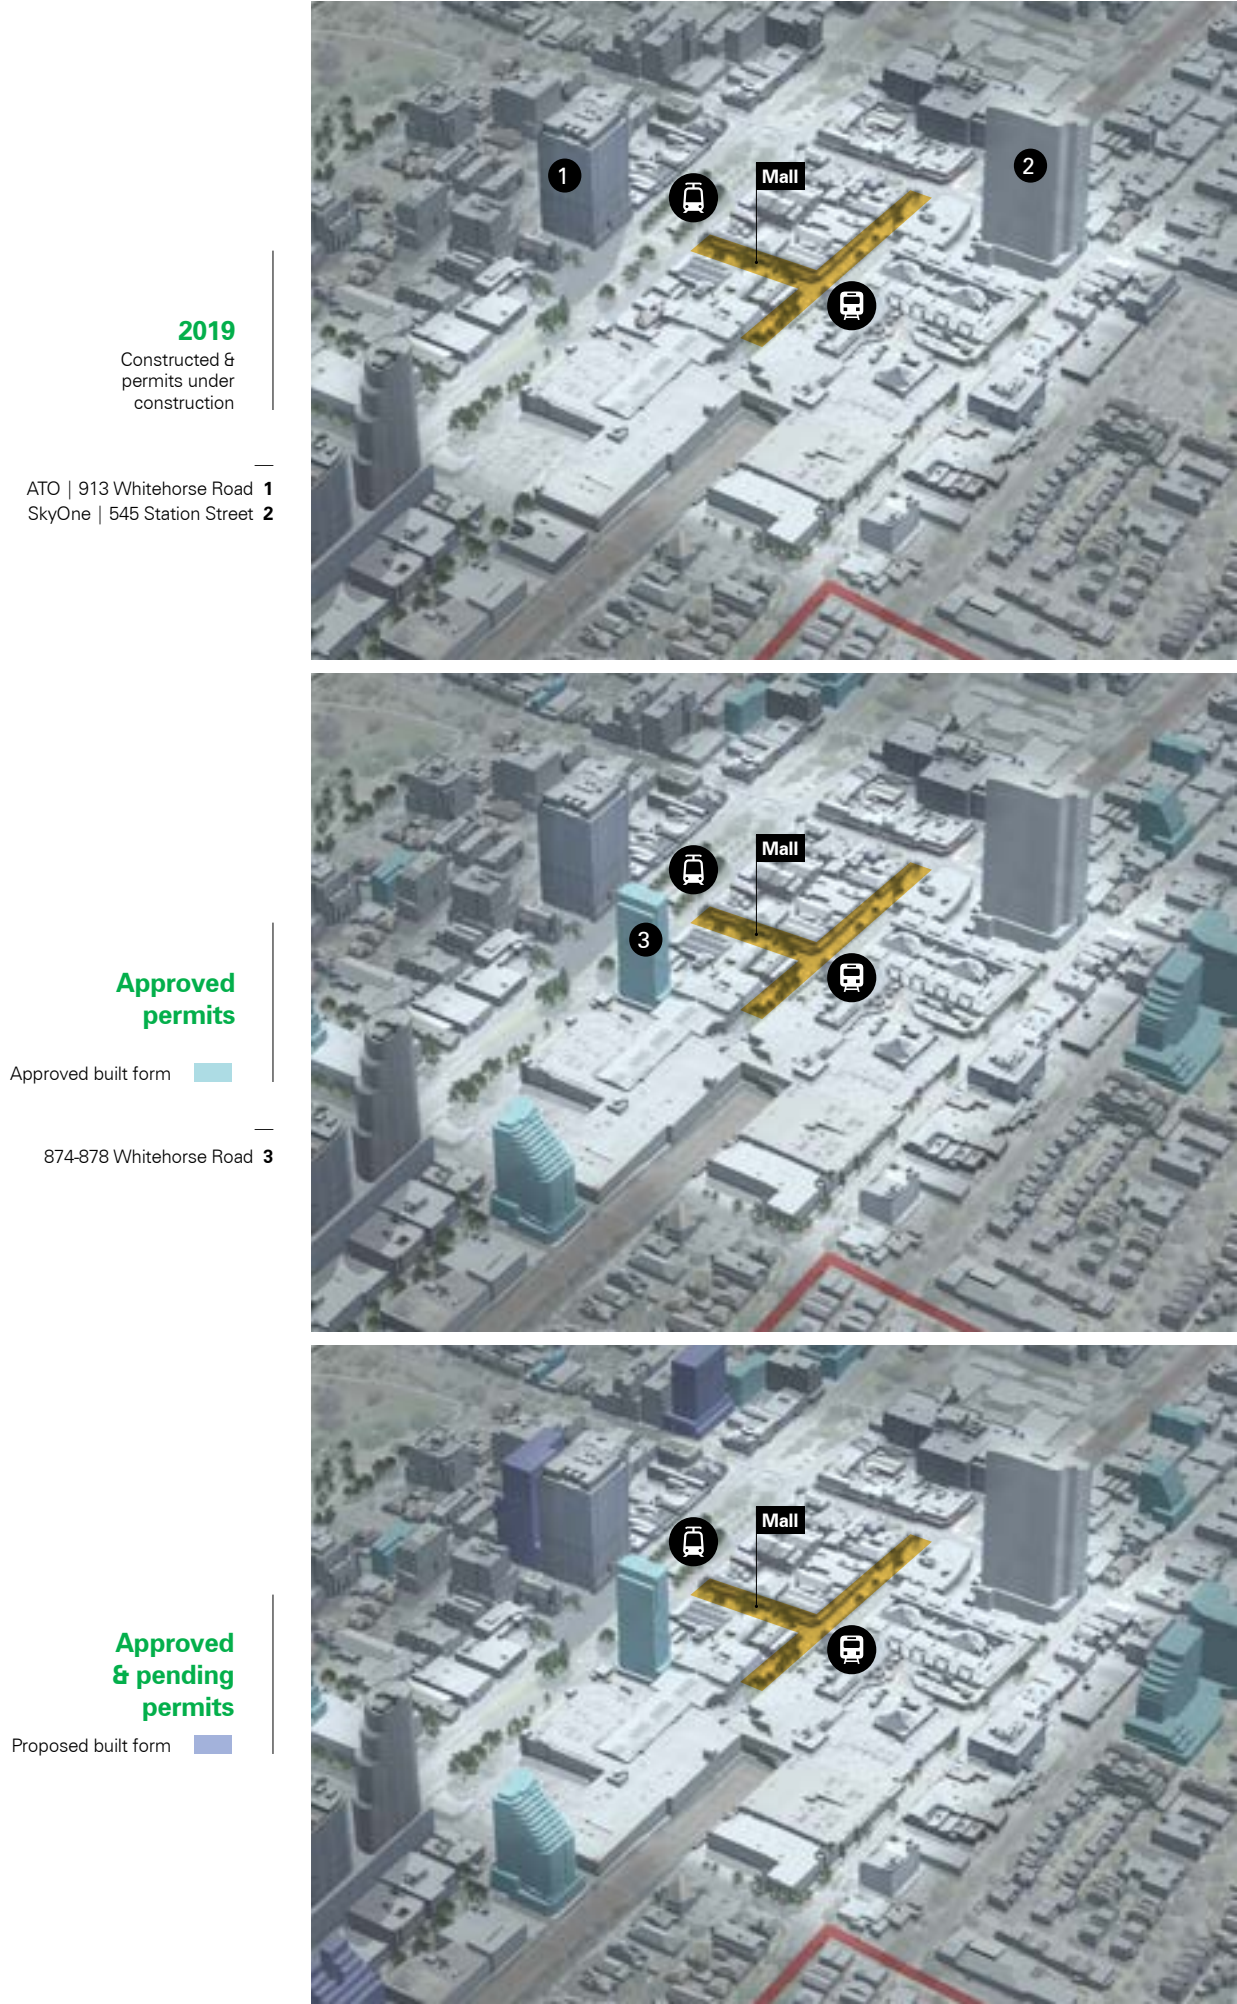 1
2
Mall
2019
Constructed &
permits under
construction
ATO | 913 Whitehorse Road 1
SkyOne | 545 Station Street 2
Mall
3
Approved
permits
Approved built form
874-878 Whitehorse Road 3
Mall
Approved
& pending
permits
Proposed built form